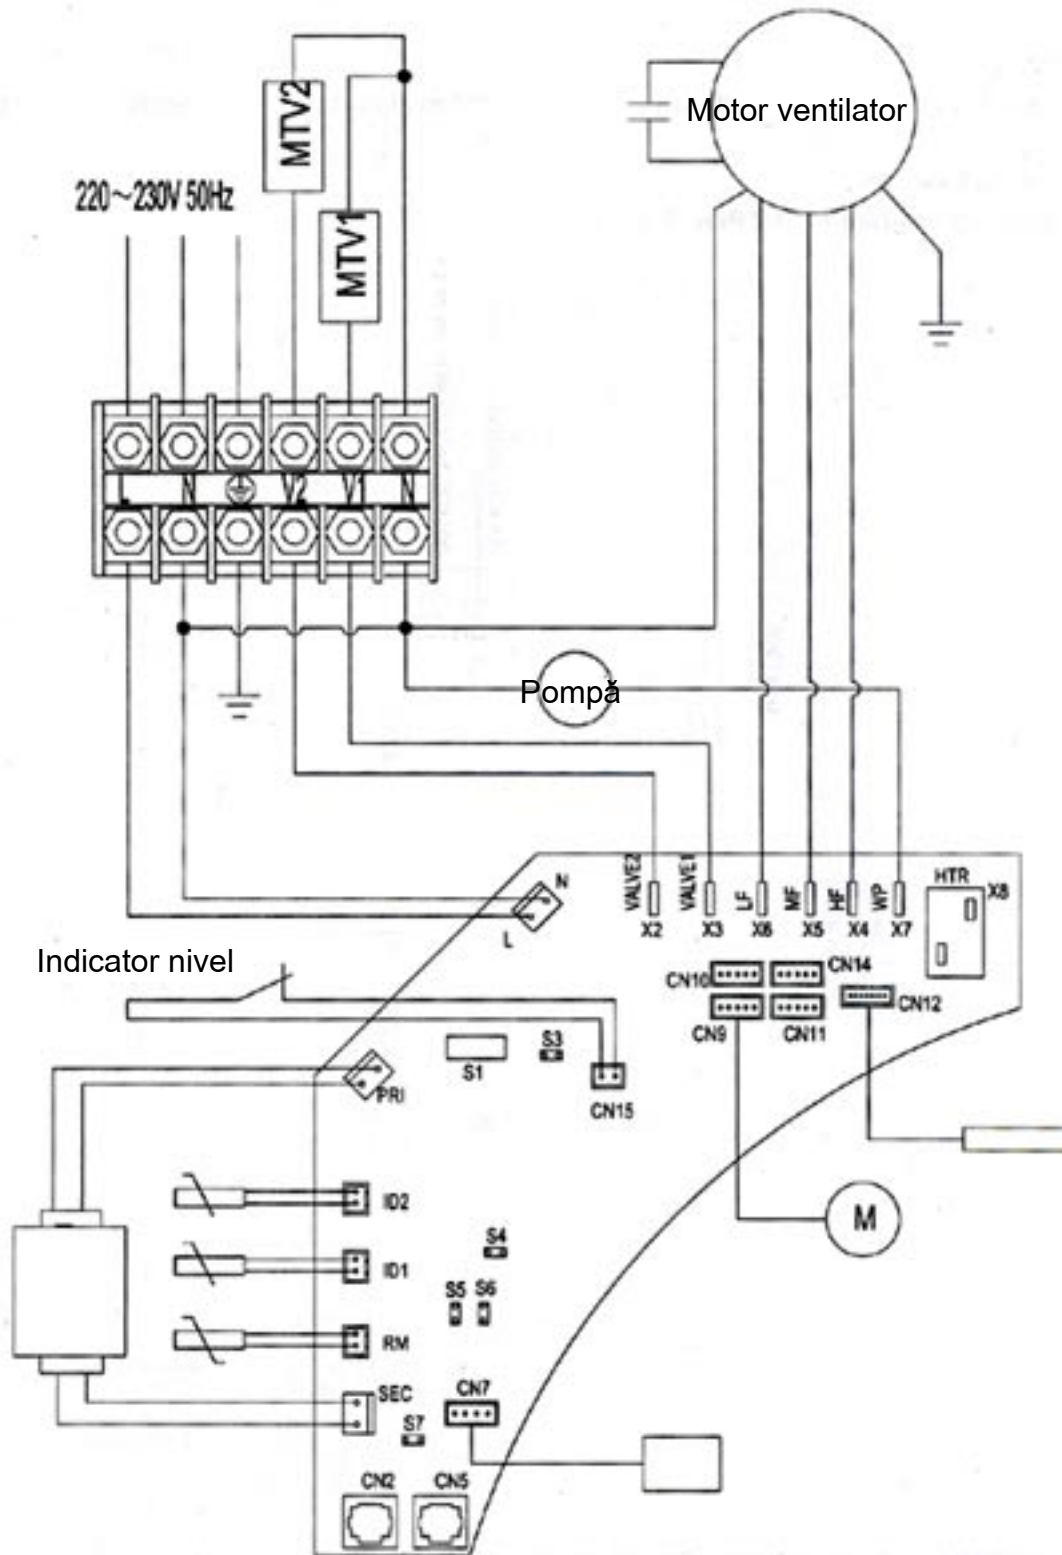 Motor ventilator
MTV2
220～230V 50Hz
MTV1
L N V2 V1 N
Pompă
VALVE2 VALVE1 LF MF HF WP HTR
X2 X3 X6 X5 X4 X7 X8
N
L
Indicator nivel
CN10 CN14
CN9 CN11 CN12
S1 S3
CN15
PRI
ID2
S4
ID1
S5 S6
M
RM
SEC CN7
S7
CN2 CN5